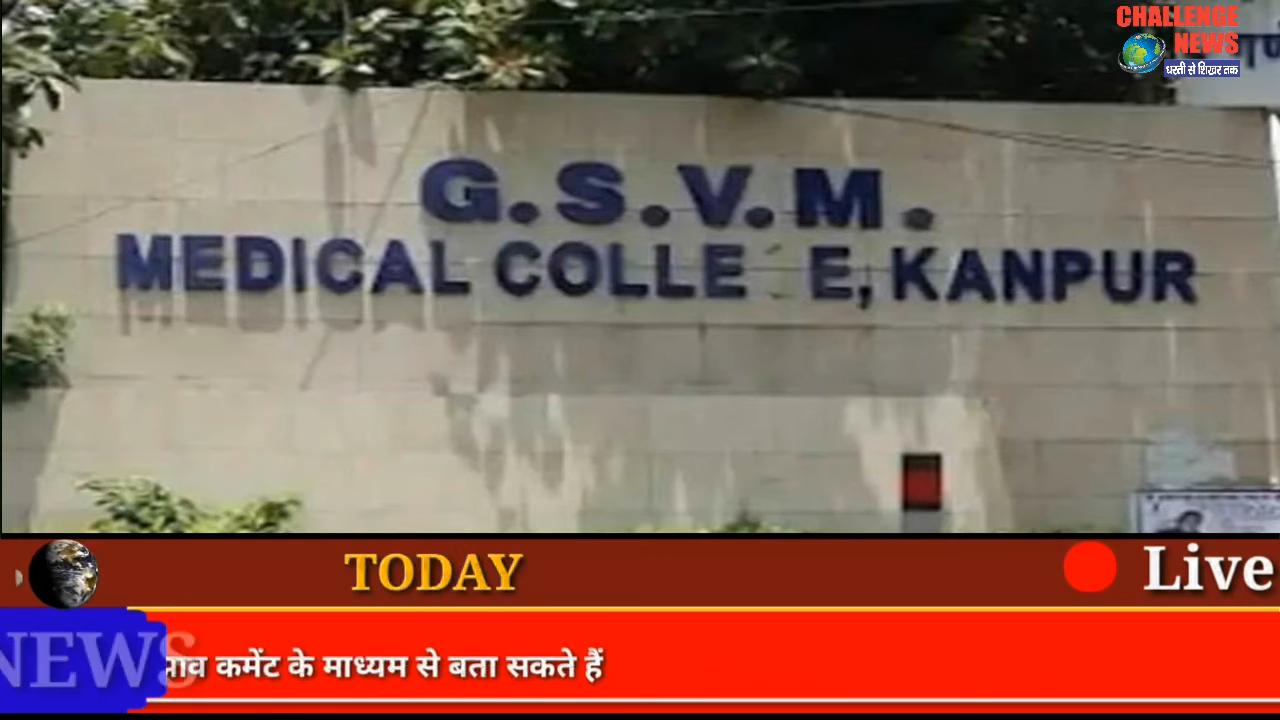 CHALLENGE
NEWS
धरती से शिखर तक
G.S.V.M.
MEDICAL COLLE E, KANPUR
TODAY
Live
NEWS
कमेंट के माध्यम से बता सकते हैं